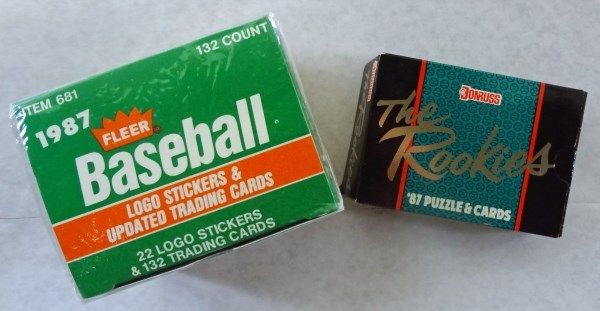 132 COUNT
ITEM 681
1987
FLEER
Baseball
LOGO STICKERS &
UPDATED TRADING CARDS
22 LOGO STICKERS
& 132 TRADING CARDS
DONRUSS
The
Rookies
'87 PUZZLE & CARDS